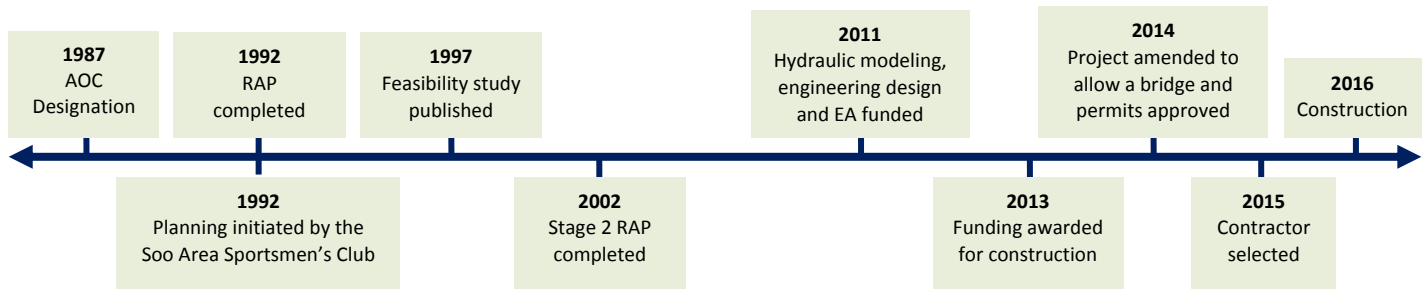 1987
AOC
Designation
1992
RAP
completed
1997
Feasibility study
published
2011
Hydraulic modeling,
engineering design
and EA funded
2014
Project amended to
allow a bridge and
permits approved
2016
Construction
1992
Planning initiated by the
Soo Area Sportsmen’s Club
2002
Stage 2 RAP
completed
2013
Funding awarded
for construction
2015
Contractor
selected